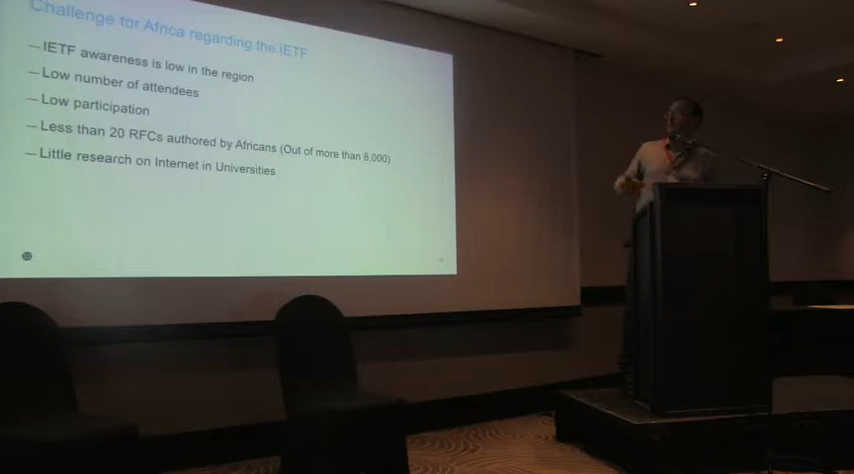 Challenge for Africa regarding the IETF
—IETF awareness is low in the region
—Low number of attendees
—Low participation
—Less than 20 RFCs authored by Africans (Out of more than 8,000)
—Little research on Internet in Universities